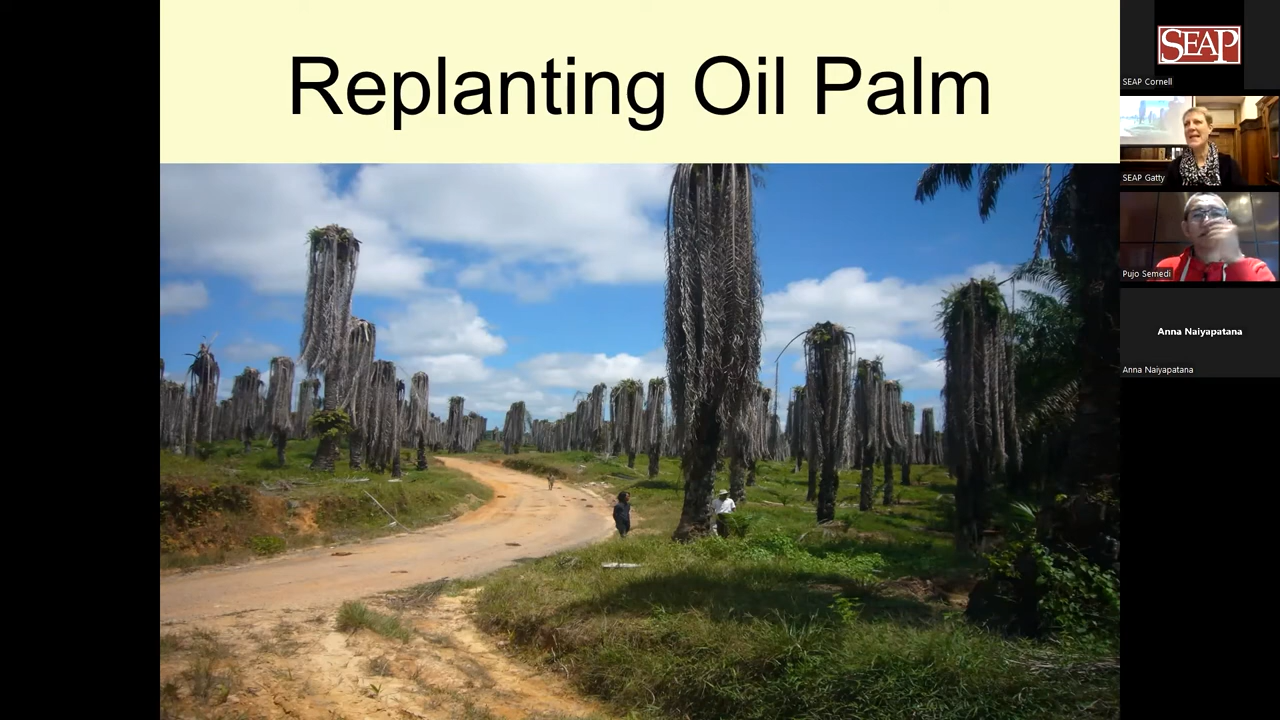 Replanting Oil Palm
SEAP
SEAP Cornell
SEAP Gatty
Pujo Semedi
Anna Naiyapatana
Anna Naiyapatana